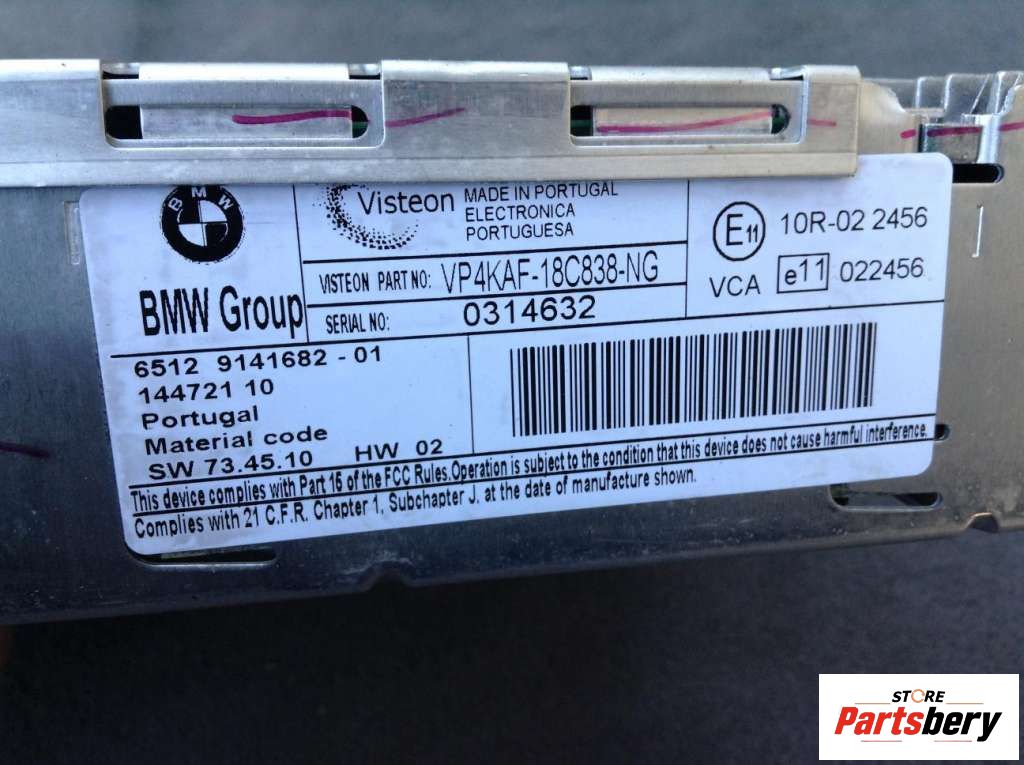 BMW
BMW Group
Visteon
MADE IN PORTUGAL
ELECTRONICA
PORTUGUESA
VISTEON PART NO: VP4KAF-18C838-NG
SERIAL NO: 0314632
E11 10R-02 2456
VCA e11 022456
6512 9141682 - 01
144721 10
Portugal
Material code
SW 73.45.10 HW 02
This device complies with Part 16 of the FCC Rules.Operation is subject to the condition that this device does not cause harmful interference.
Complies with 21 C.F.R. Chapter 1, Subchapter J, at the date of manufacture shown.
STORE
Partsbery